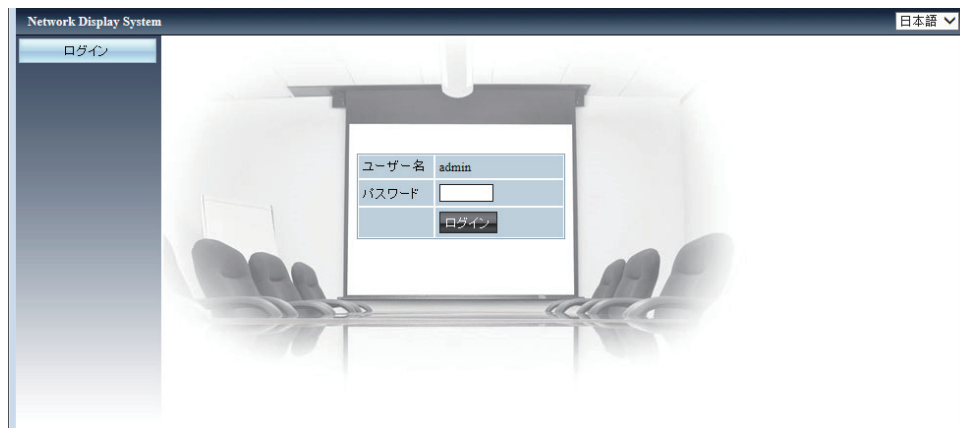 Network Display System
日本語
ログイン
ユーザー名 admin
パスワード
ログイン